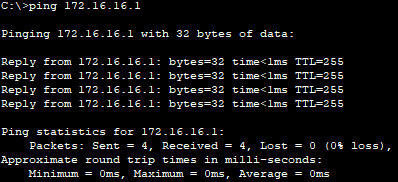 C:\>ping 172.16.16.1
Pinging 172.16.16.1 with 32 bytes of data:
Reply from 172.16.16.1: bytes=32 time<1ms TTL=255
Reply from 172.16.16.1: bytes=32 time<1ms TTL=255
Reply from 172.16.16.1: bytes=32 time<1ms TTL=255
Reply from 172.16.16.1: bytes=32 time<1ms TTL=255
Ping statistics for 172.16.16.1:
    Packets: Sent = 4, Received = 4, Lost = 0 (0% loss),
Approximate round trip times in milli-seconds:
    Minimum = 0ms, Maximum = 0ms, Average = 0ms